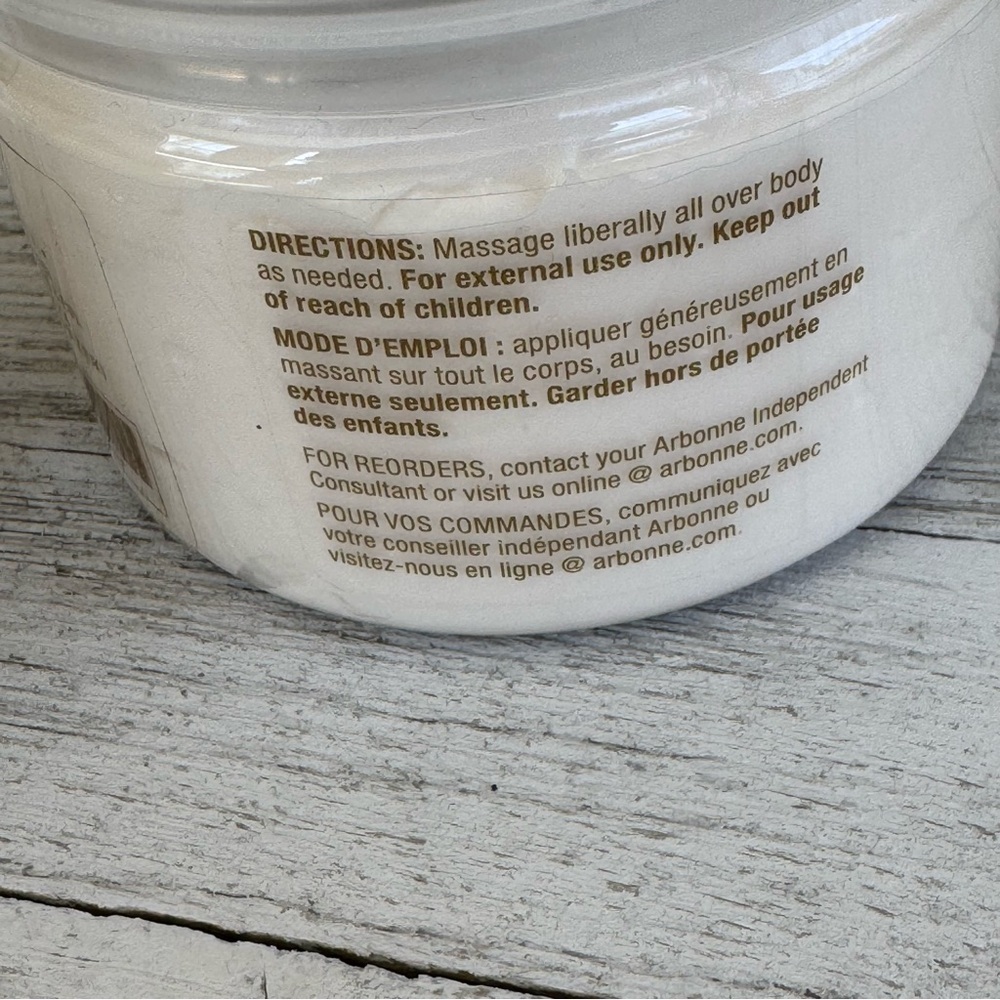 DIRECTIONS: Massage liberally all over body
as needed. For external use only. Keep out
of reach of children.
MODE D'EMPLOI : appliquer généreusement en
massant sur tout le corps, au besoin. Pour usage
externe seulement. Garder hors de portée
des enfants.
FOR REORDERS, contact your Arbonne Independent
Consultant or visit us online @ arbonne.com.
POUR VOS COMMANDES, communiquez avec
votre conseiller indépendant Arbonne ou
visitez-nous en ligne @ arbonne.com.